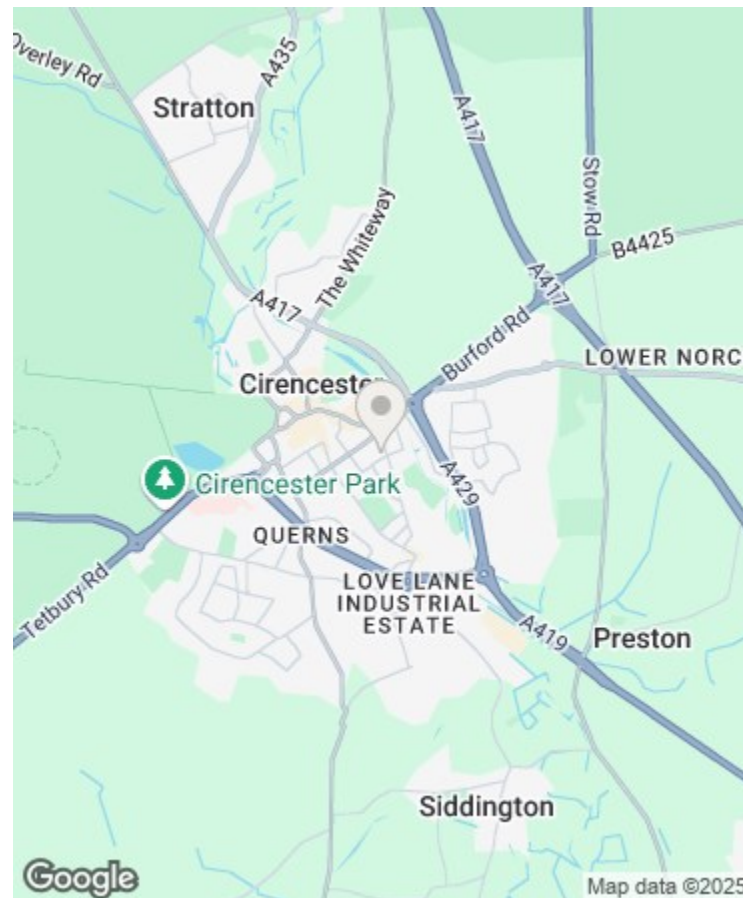 Overley Rd
A435
Stratton
A417
Stow Rd
The Whiteway
B4425
A417
A417
Burford Rd
LOWER NORC
Cirencester
Cirencester Park
A429
QUERNS
Tetbury Rd
LOVE LANE
INDUSTRIAL
ESTATE
A419
Preston
Siddington
Google
Map data ©2025